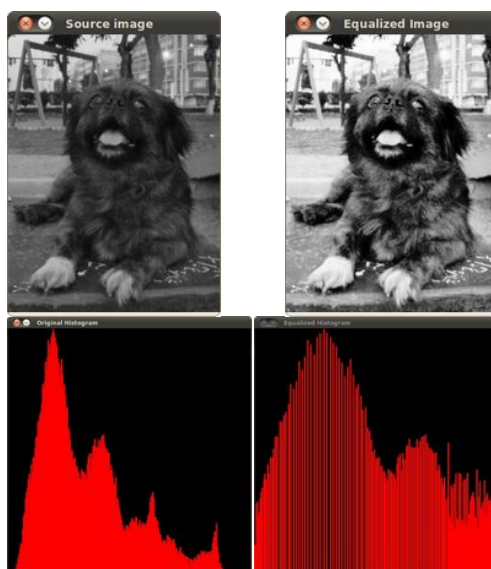 Source image
Equalized Image
Original Histogram
Equalized Histogram